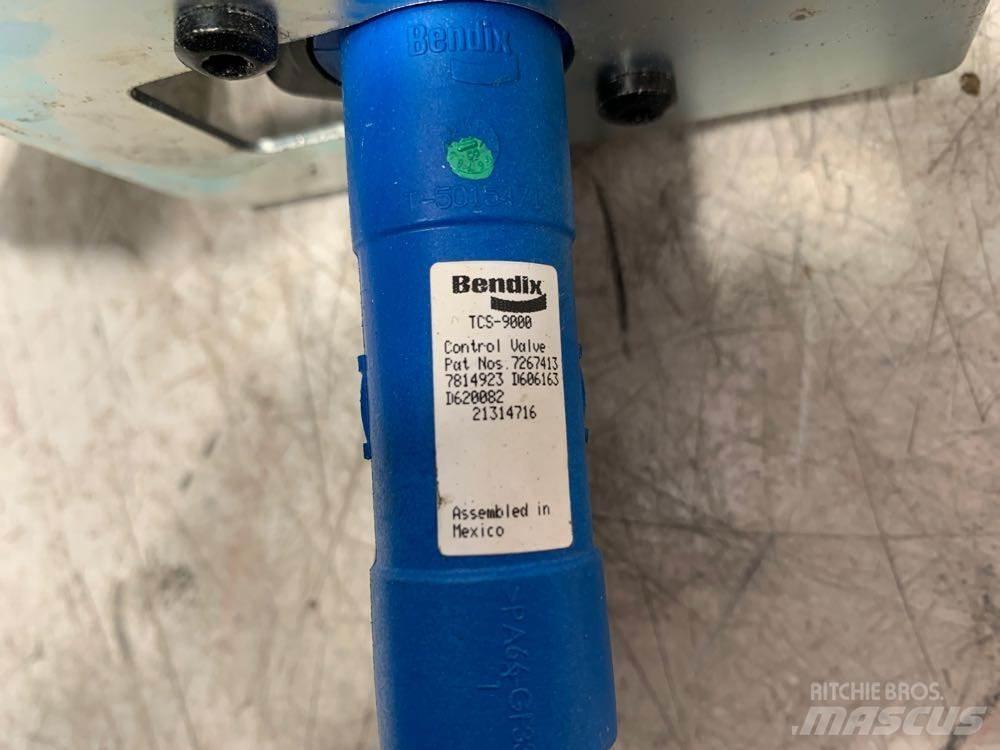 Bendix
Bendix
TCS-9000
Control Valve
Pat Nos. 7267413
7814923 D606163
D620082
21314716
Assembled in
Mexico
RITCHIE BROS.
MASCUS